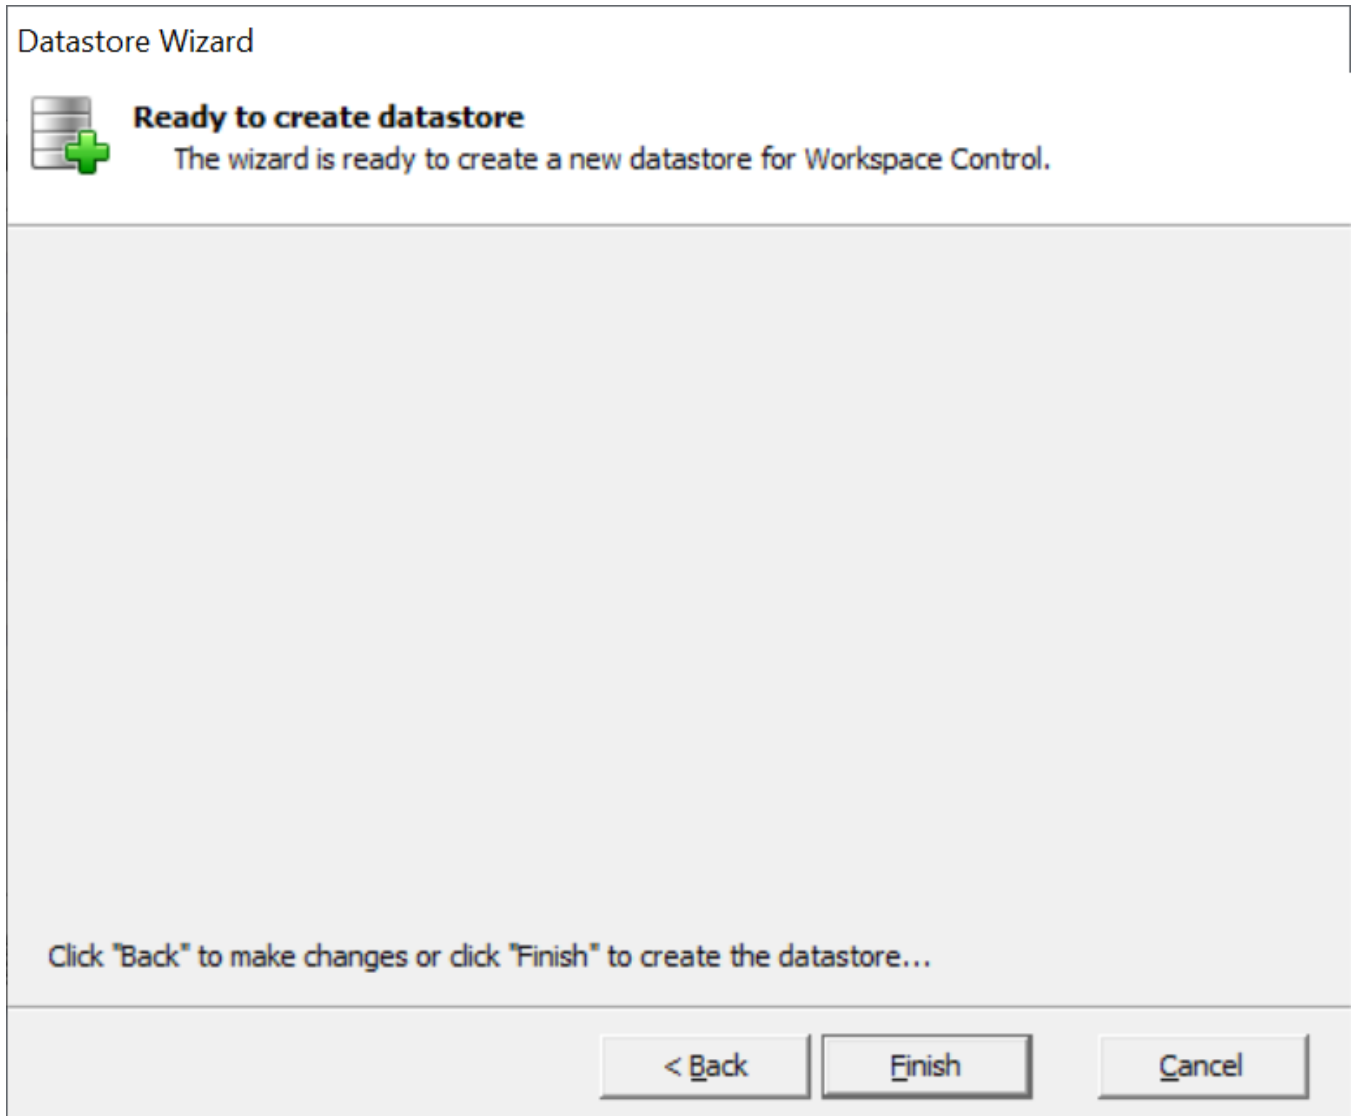 Datastore Wizard
Ready to create datastore
The wizard is ready to create a new datastore for Workspace Control.
Click "Back" to make changes or click "Finish" to create the datastore...
< Back
Finish
Cancel